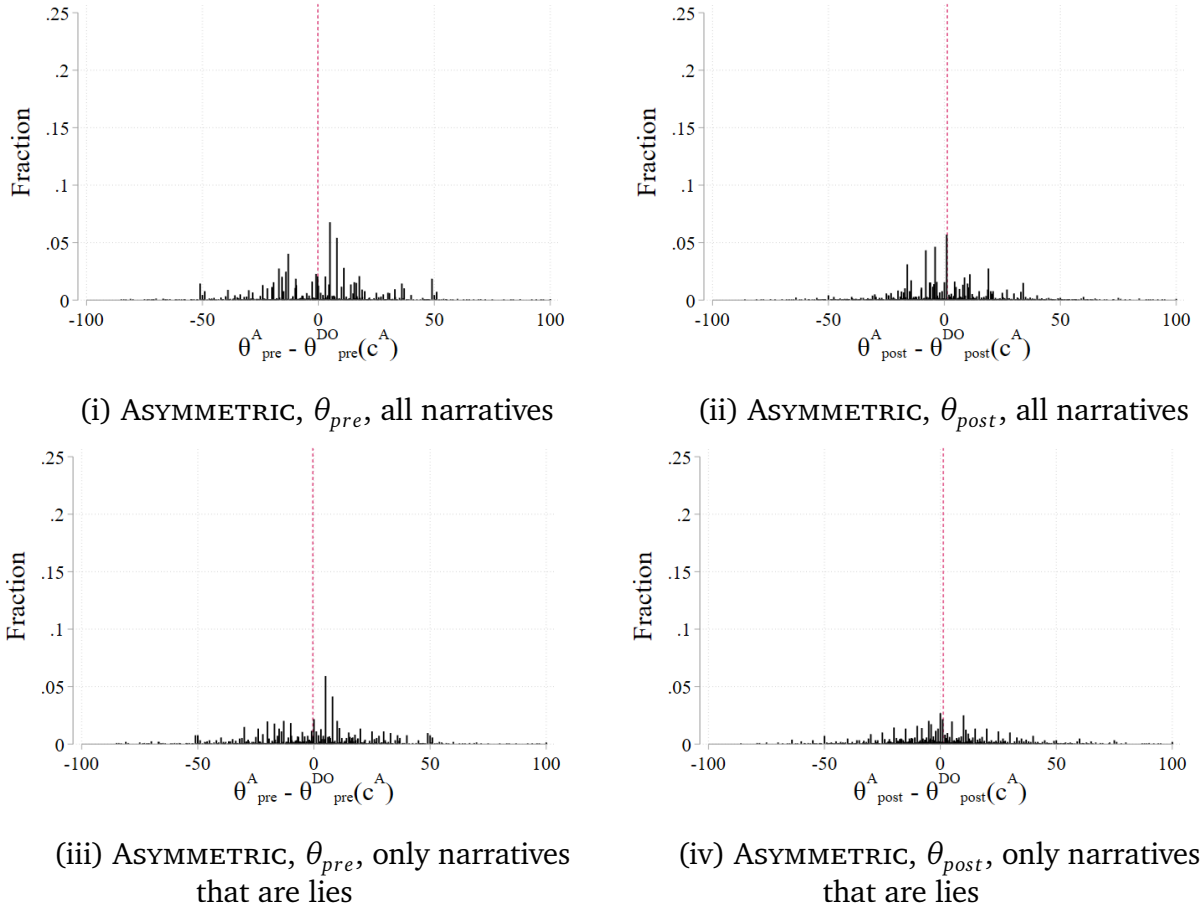 .25
.2
.15
.1
.05
0
Fraction
-100 -50 0 50 100
θ^A_pre - θ^DO_pre(c^A)
(i) ASYMMETRIC, θ_pre, all narratives
.25
.2
.15
.1
.05
0
Fraction
-100 -50 0 50 100
θ^A_post - θ^DO_post(c^A)
(ii) ASYMMETRIC, θ_post, all narratives
.25
.2
.15
.1
.05
0
Fraction
-100 -50 0 50 100
θ^A_pre - θ^DO_pre(c^A)
(iii) ASYMMETRIC, θ_pre, only narratives
that are lies
.25
.2
.15
.1
.05
0
Fraction
-100 -50 0 50 100
θ^A_post - θ^DO_post(c^A)
(iv) ASYMMETRIC, θ_post, only narratives
that are lies